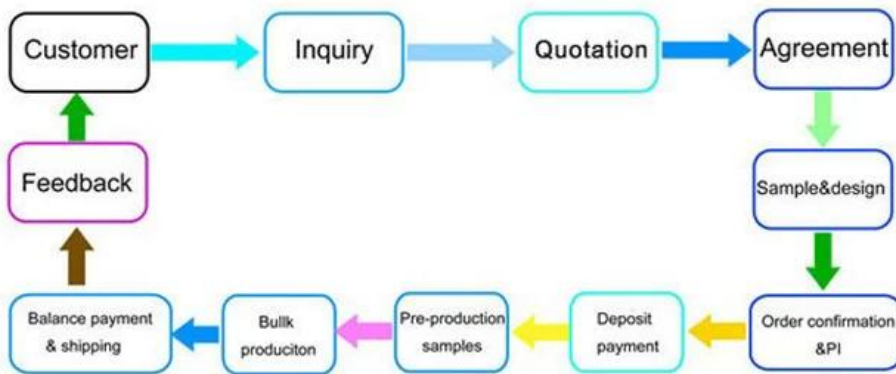 Customer
Inquiry
Quotation
Agreement
Sample&design
Order confirmation
&PI
Deposit
payment
Pre-production
samples
Bullk
produciton
Balance payment
& shipping
Feedback